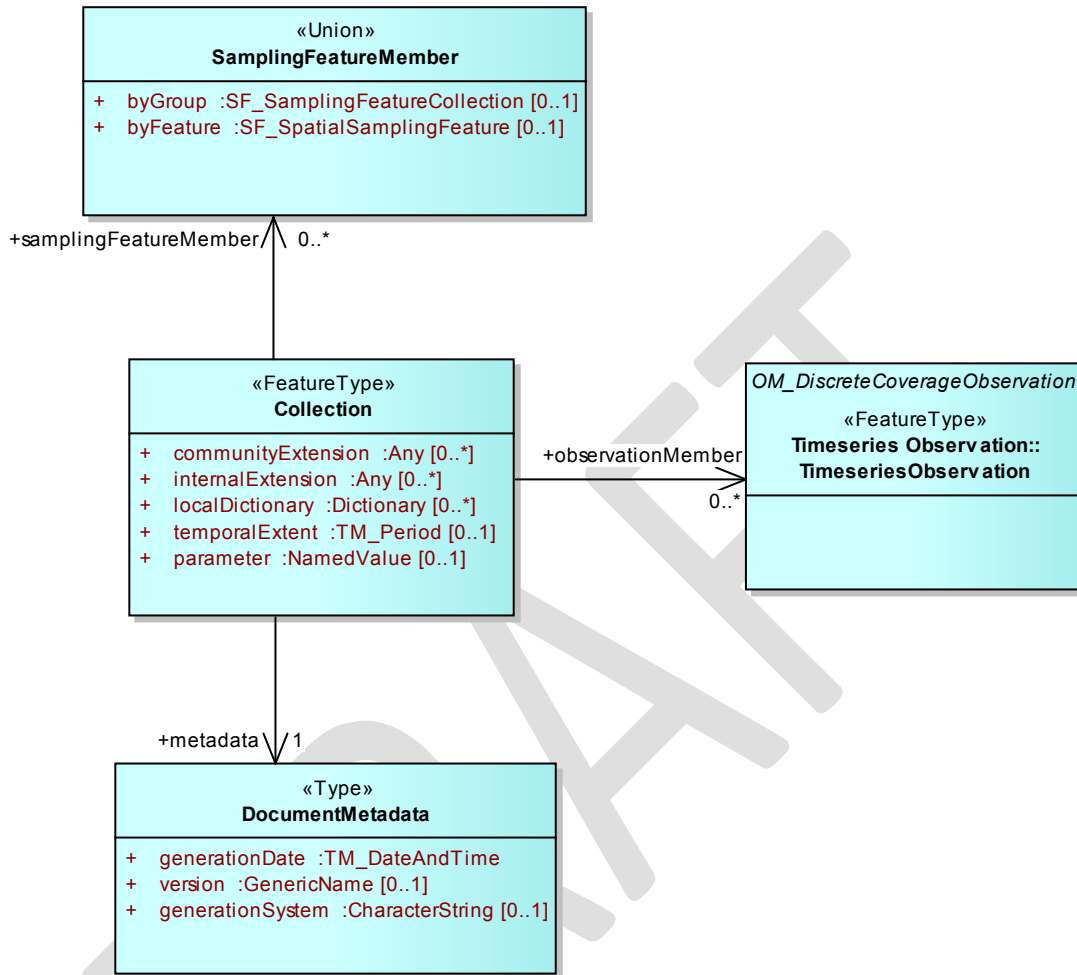 «Union»
SamplingFeatureMember
+ byGroup :SF_SamplingFeatureCollection [0..1]
+ byFeature :SF_SpatialSamplingFeature [0..1]
+samplingFeatureMember 0..*
«FeatureType»
Collection
+ communityExtension :Any [0..*]
+ internalExtension :Any [0..*]
+ localDictionary :Dictionary [0..*]
+ temporalExtent :TM_Period [0..1]
+ parameter :NamedValue [0..1]
+observationMember
0..*
OM_DiscreteCoverageObservation
«FeatureType»
Timeseries Observation::
TimeseriesObservation
+metadata 1
«Type»
DocumentMetadata
+ generationDate :TM_DateAndTime
+ version :GenericName [0..1]
+ generationSystem :CharacterString [0..1]
DRAFT